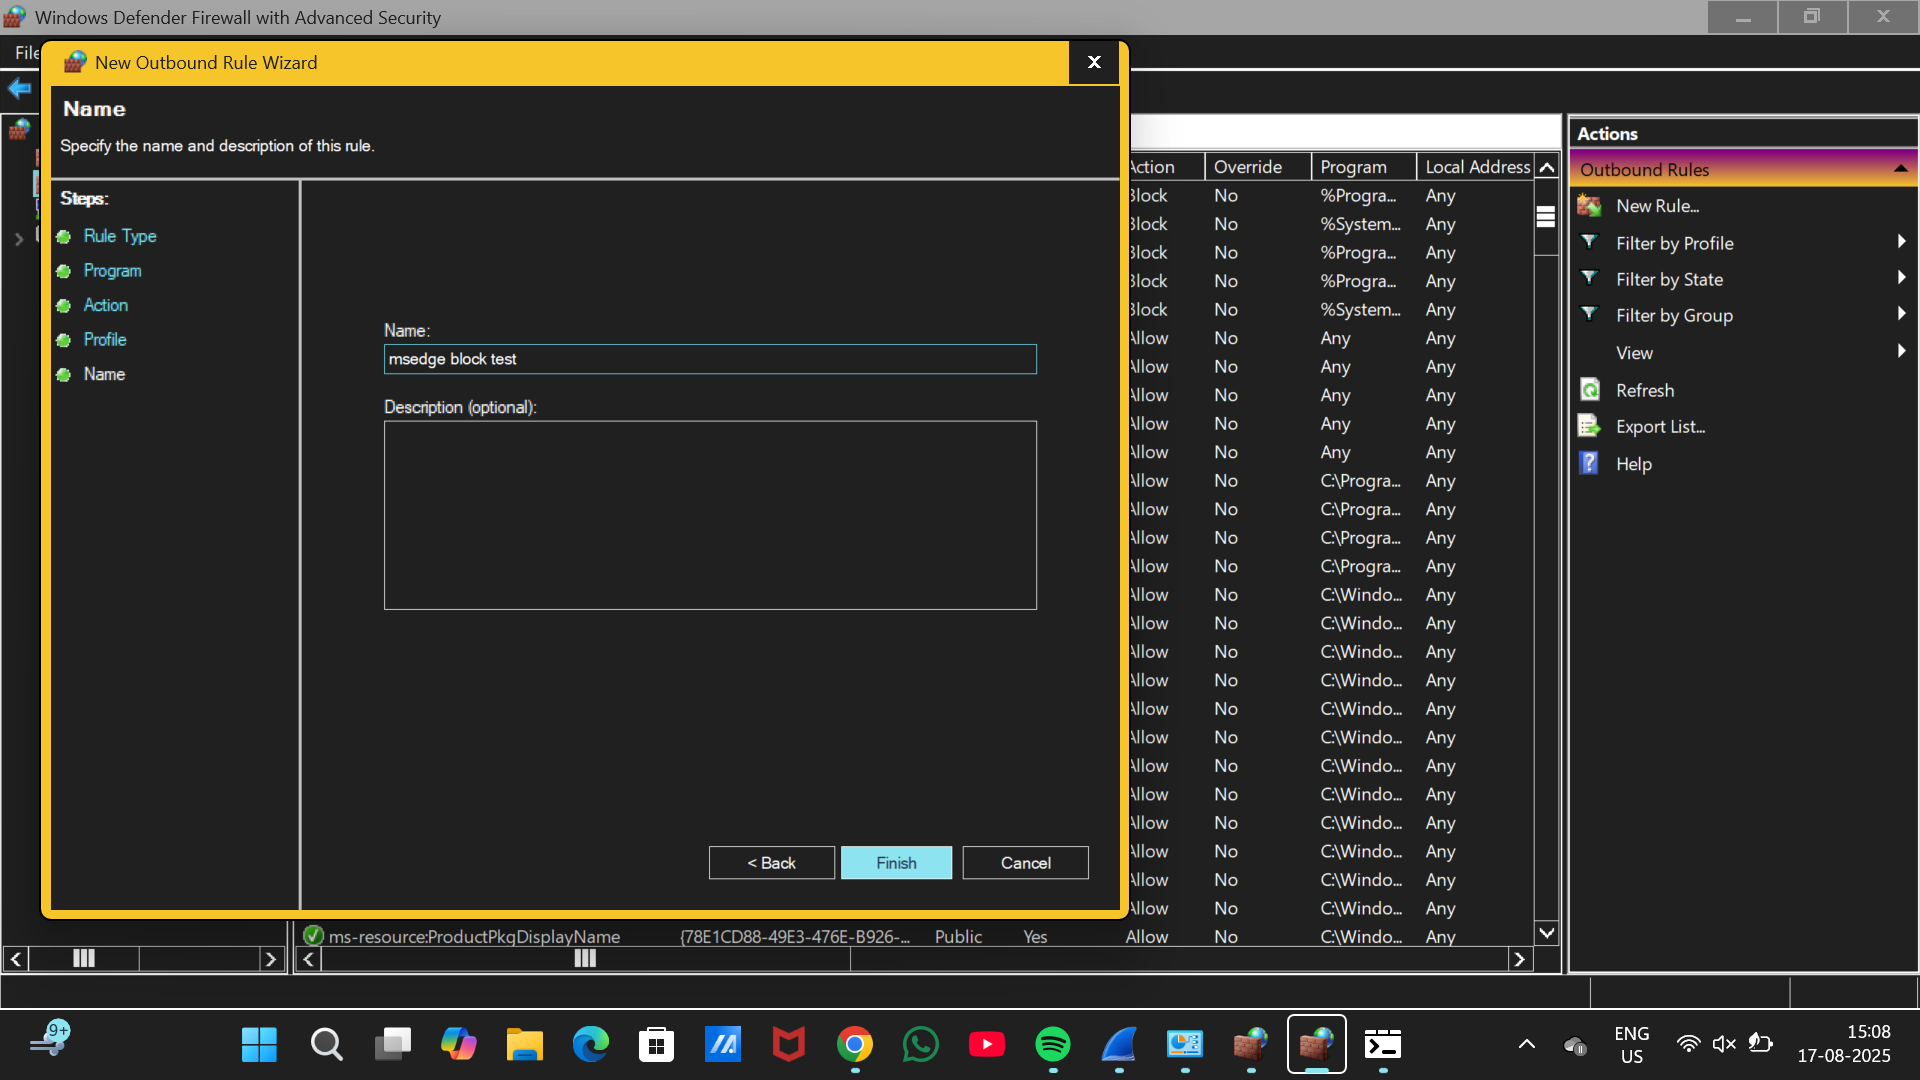 Windows Defender Firewall with Advanced Security
File
New Outbound Rule Wizard
X
Name
Specify the name and description of this rule.
Steps:
Rule Type
Program
Action
Profile
Name
Name:
msedge block test
Description (optional):
< Back
Finish
Cancel
Action Override Program Local Address
Block No %Progra... Any
Block No %System... Any
Block No %Progra... Any
Block No %Progra... Any
Block No %System... Any
Allow No Any Any
Allow No Any Any
Allow No Any Any
Allow No Any Any
Allow No Any Any
Allow No C:\Progra... Any
Allow No C:\Progra... Any
Allow No C:\Progra... Any
Allow No C:\Progra... Any
Allow No C:\Windo... Any
Allow No C:\Windo... Any
Allow No C:\Windo... Any
Allow No C:\Windo... Any
Allow No C:\Windo... Any
Allow No C:\Windo... Any
Allow No C:\Windo... Any
Allow No C:\Windo... Any
Allow No C:\Windo... Any
Allow No C:\Windo... Any
Allow No C:\Windo... Any
Allow No C:\Windo... Any
ms-resource:ProductPkgDisplayName {78E1CD88-49E3-476E-B926-... Public Yes Allow No C:\Windo... Any
Actions
Outbound Rules
New Rule...
Filter by Profile
Filter by State
Filter by Group
View
Refresh
Export List...
Help
9+
ENG
US
15:08
17-08-2025